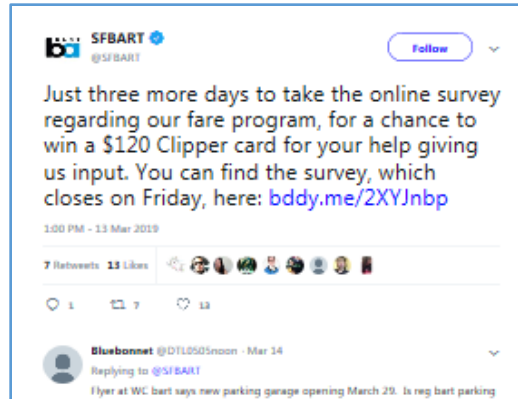 ba
SFBART
@SFBART
Follow
Just three more days to take the online survey
regarding our fare program, for a chance to
win a $120 Clipper card for your help giving
us input. You can find the survey, which
closes on Friday, here: bddy.me/2XYJnbp
1:00 PM - 13 Mar 2019
7 Retweets 13 Likes
1 7 13
Bluebonnet @DTL0505noon · Mar 14
Replying to @SFBART
Flyer at WC bart says new parking garage opening March 29. Is reg bart parking